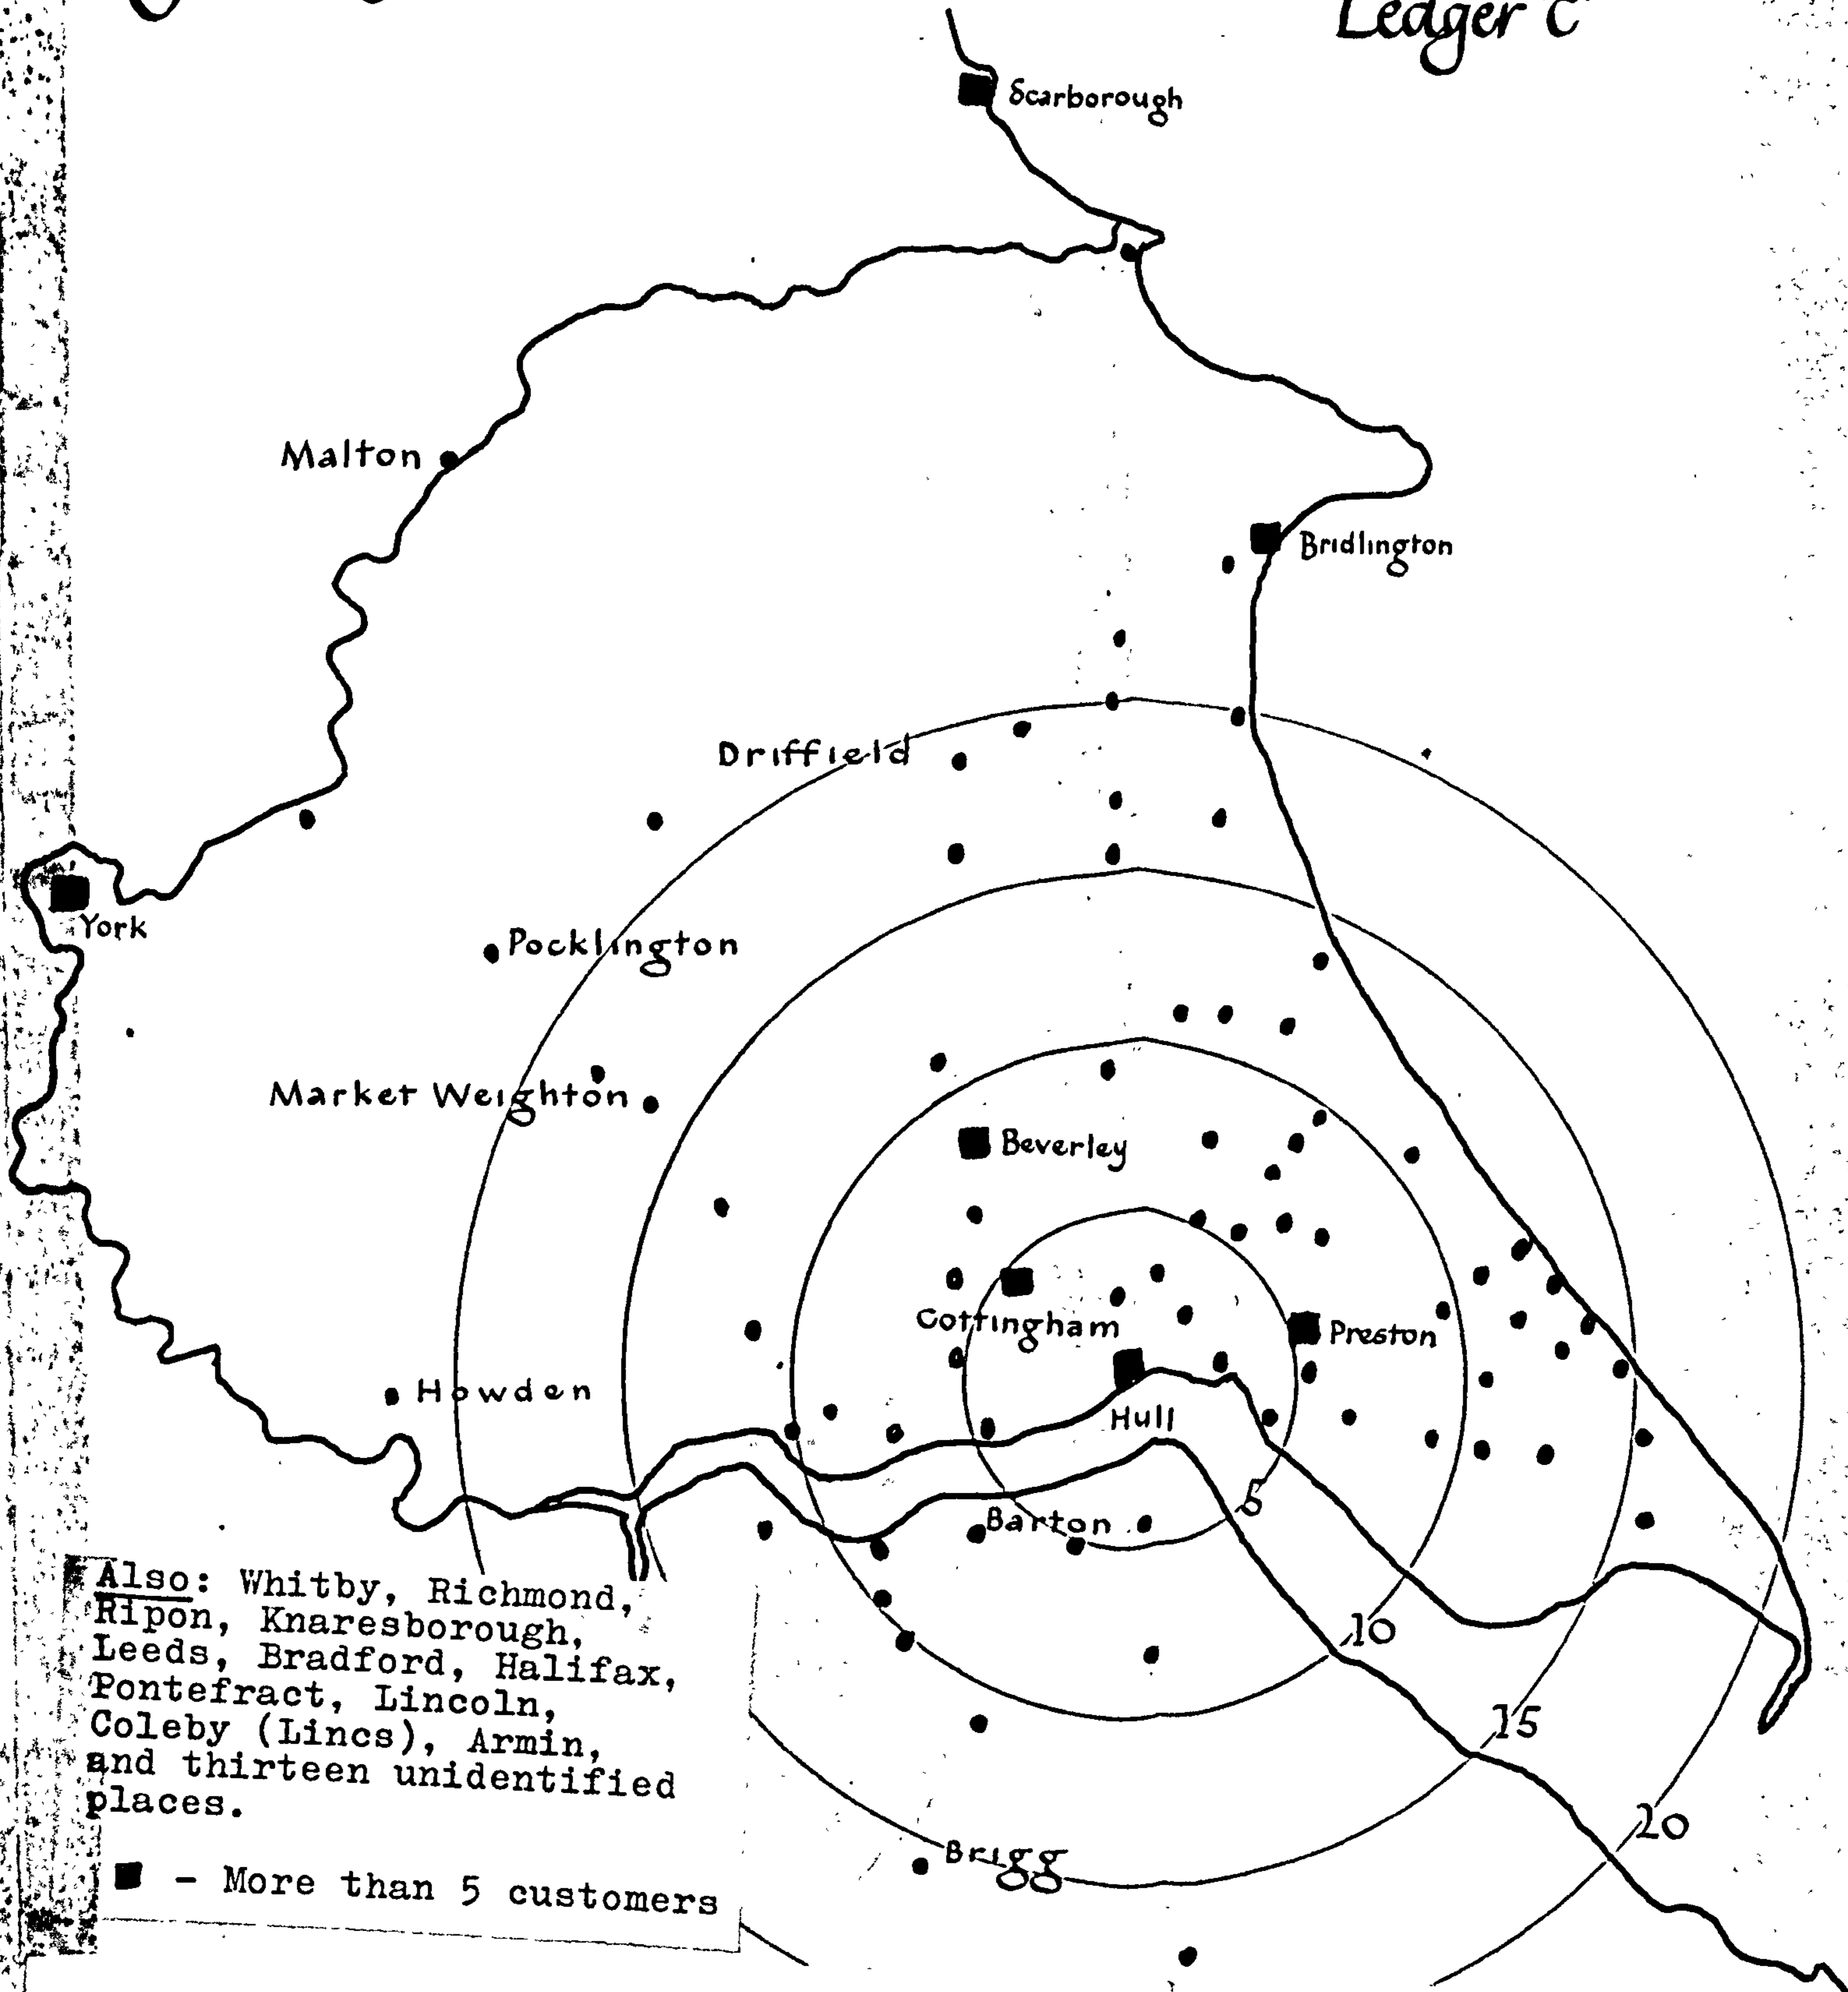 Ledger C
Scarborough
Malton
Bridlington
Driffield
York
Pocklington
Market Weighton
Beverley
Cottingham
Preston
Howden
Hull
5
Barton
10
15
20
Brigg
Also: Whitby, Richmond,
Ripon, Knaresborough,
Leeds, Bradford, Halifax,
Pontefract, Lincoln,
Coleby (Lincs), Armin,
and thirteen unidentified
places.
- More than 5 customers